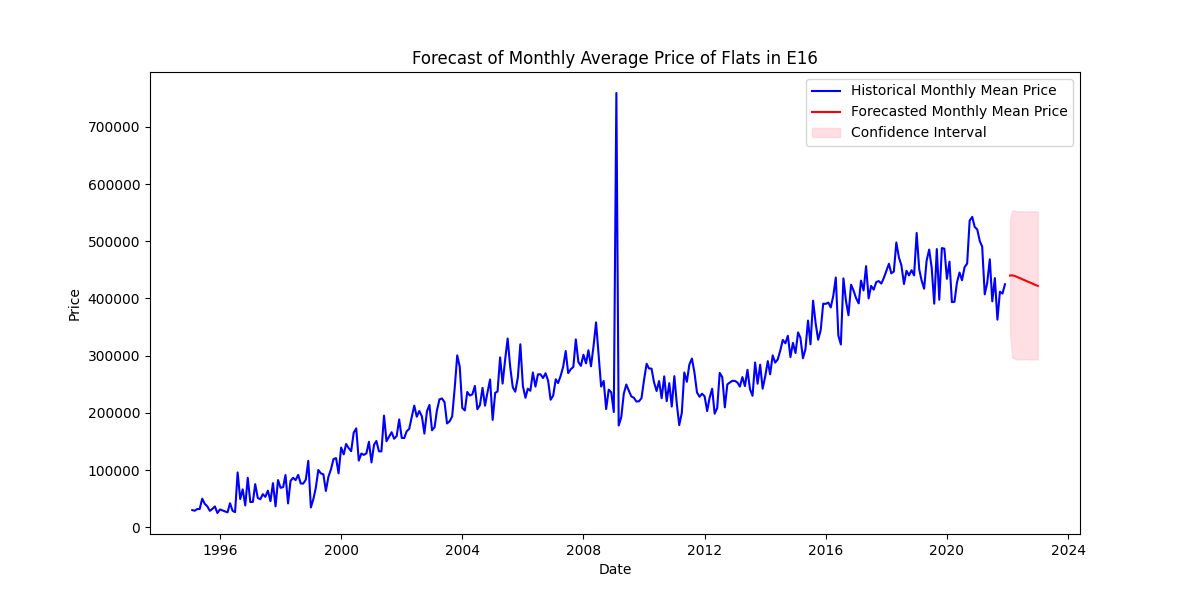 Forecast of Monthly Average Price of Flats in E16
Historical Monthly Mean Price
Forecasted Monthly Mean Price
Confidence Interval
700000
600000
500000
400000
300000
200000
100000
0
Price
1996 2000 2004 2008 2012 2016 2020 2024
Date